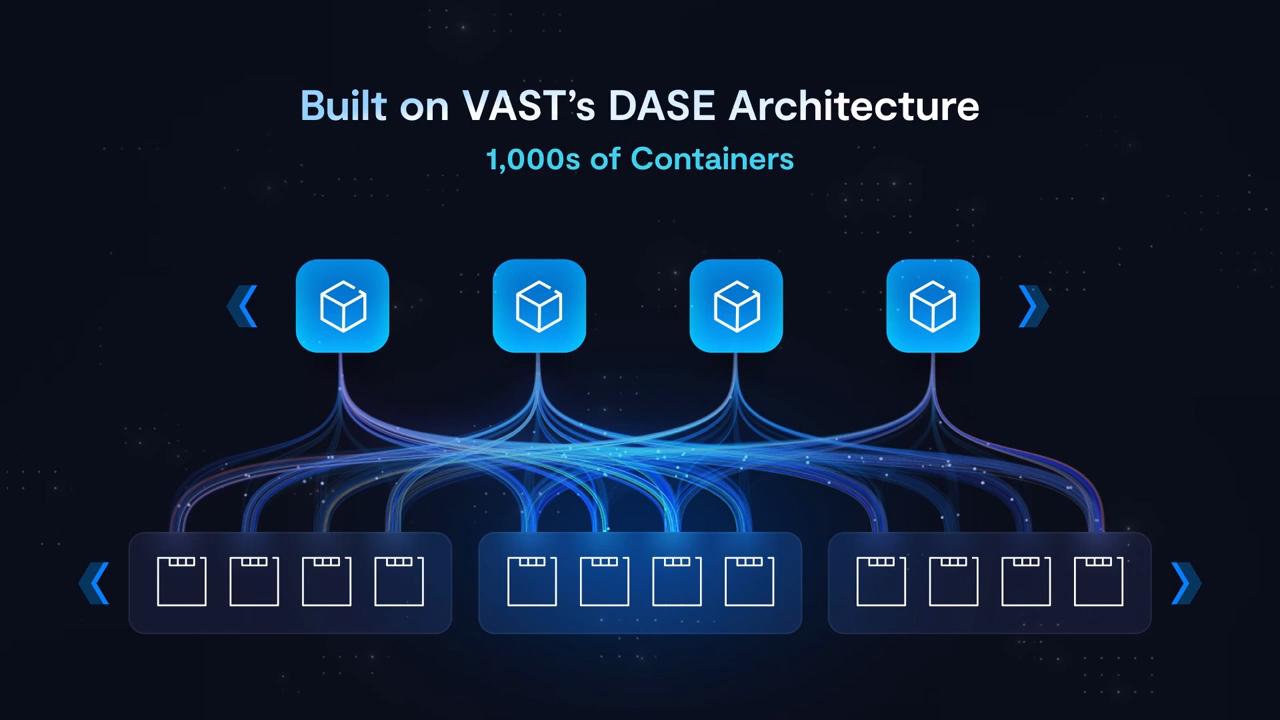 Built on VAST’s DASE Architecture
1,000s of Containers